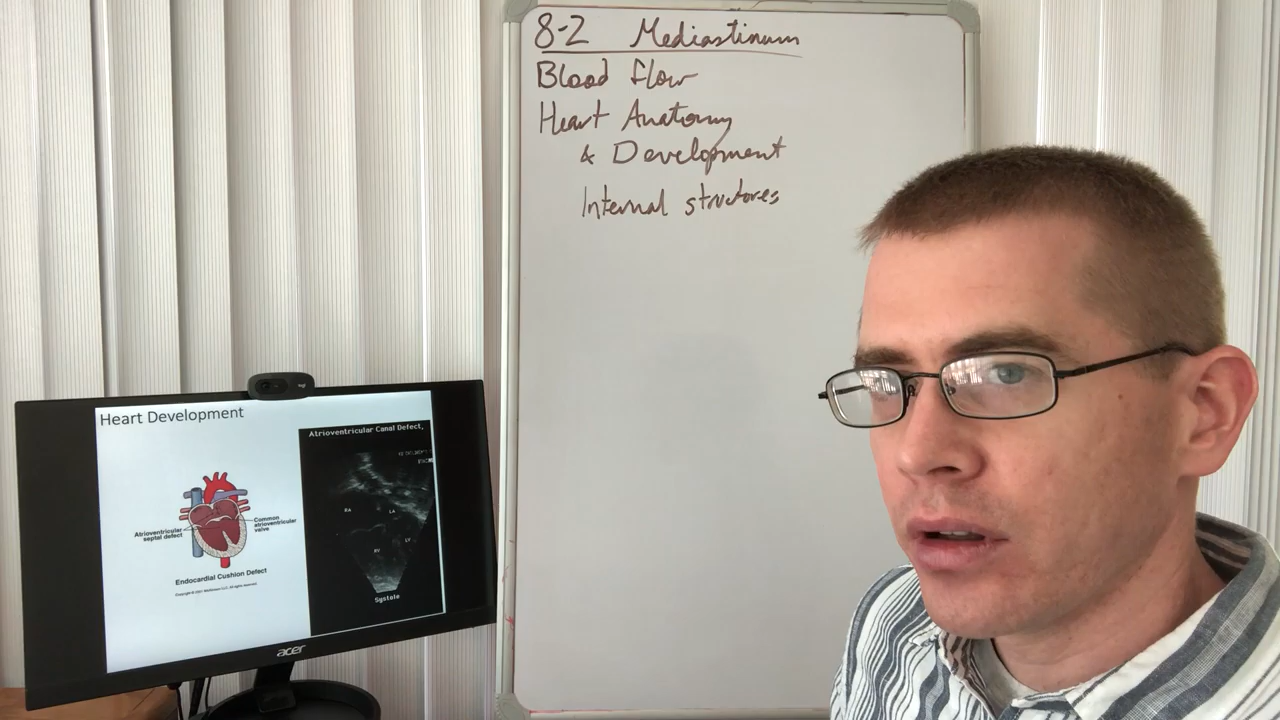 8-2 Mediastinum
Blood flow
Heart Anatomy
& Development
Internal structures
Heart Development
Atrioventricular Canal Defect,
Atrioventricular
septal defect
Common
atrioventricular
valve
Endocardial Cushion Defect
RA
LA
RV
LV
Systole
acer